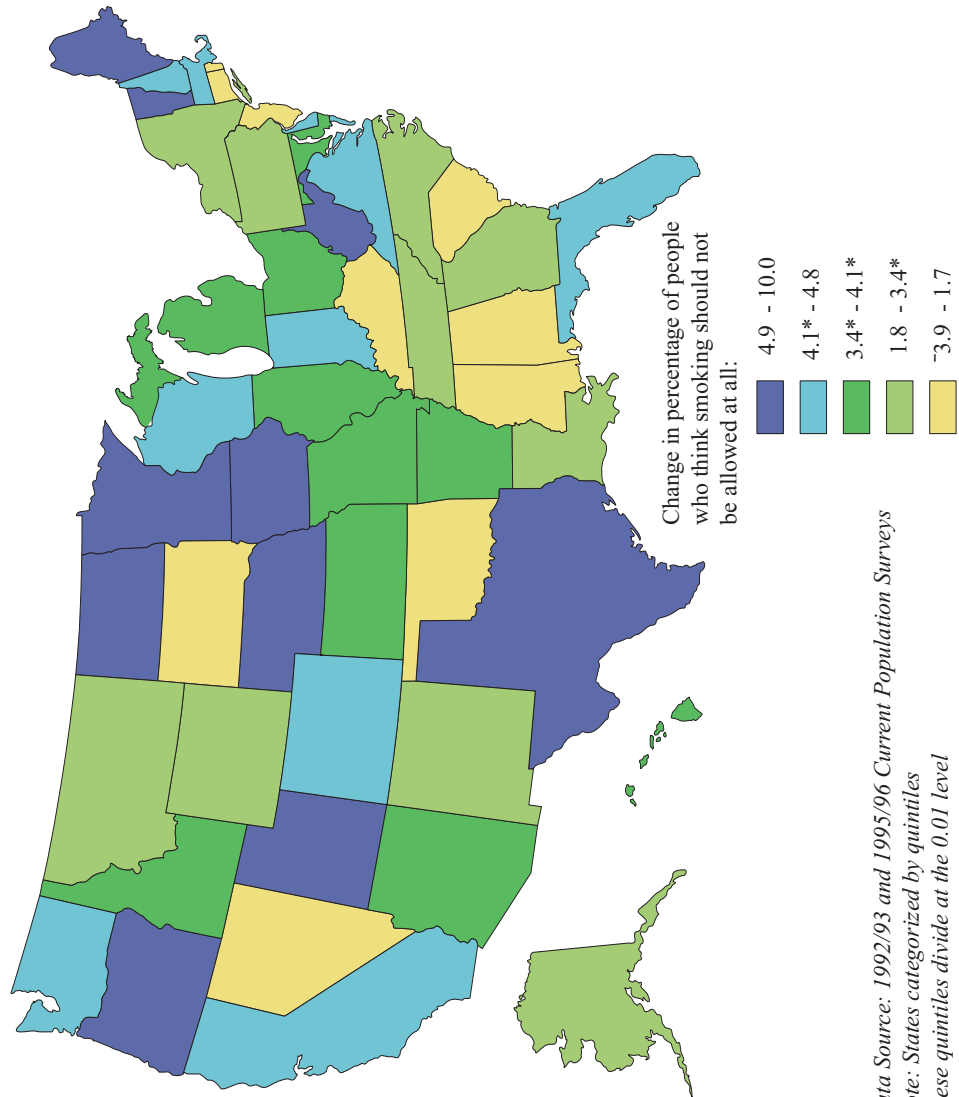 Change in percentage of people
who think smoking should not
be allowed at all:
4.9 - 10.0
4.1* - 4.8
3.4* - 4.1*
1.8 - 3.4*
-3.9 - 1.7
ta Source: 1992/93 and 1995/96 Current Population Surveys
te: States categorized by quintiles
ese quintiles divide at the 0.01 level